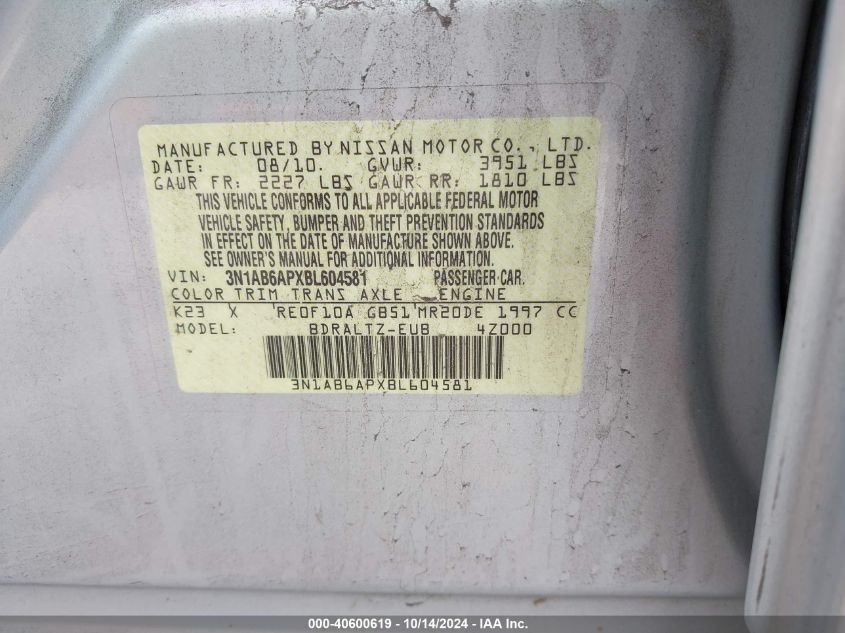 MANUFACTURED BY NISSAN MOTOR CO., LTD.
DATE: 08/10. GVWR: 3951 LBS
GAWR FR: 2227 LBS GAWR RR: 1810 LBS
THIS VEHICLE CONFORMS TO ALL APPLICABLE FEDERAL MOTOR
VEHICLE SAFETY, BUMPER AND THEFT PREVENTION STANDARDS
IN EFFECT ON THE DATE OF MANUFACTURE SHOWN ABOVE.
SEE OWNER'S MANUAL FOR ADDITIONAL INFORMATION.
VIN: 3N1AB6APXBL604581 PASSENGER CAR.
COLOR TRIM TRANS AXLE ENGINE
K23 X RE0F10A GB51 MR20DE 1997 CC
MODEL: BDRALTZ-EUB 4Z000
3N1AB6APXBL604581
000-40600619 - 10/14/2024 - IAA Inc.